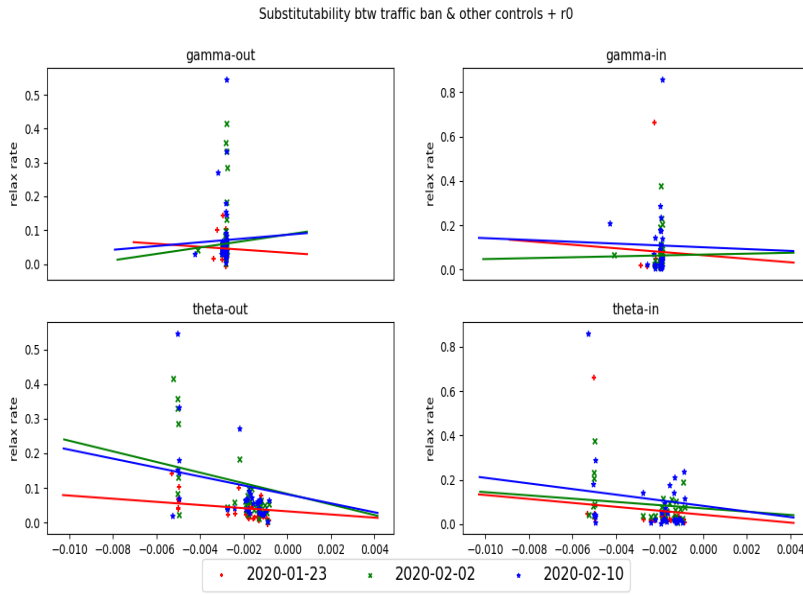 Substitutability btw traffic ban & other controls + r0
gamma-out
gamma-in
relax rate
0.5
0.4
0.3
0.2
0.1
0.0
relax rate
0.8
0.6
0.4
0.2
0.0
theta-out
theta-in
relax rate
0.5
0.4
0.3
0.2
0.1
0.0
−0.010 −0.008 −0.006 −0.004 −0.002 0.000 0.002 0.004
relax rate
0.8
0.6
0.4
0.2
0.0
−0.010 −0.008 −0.006 −0.004 −0.002 0.000 0.002 0.004
2020-01-23 2020-02-02 2020-02-10